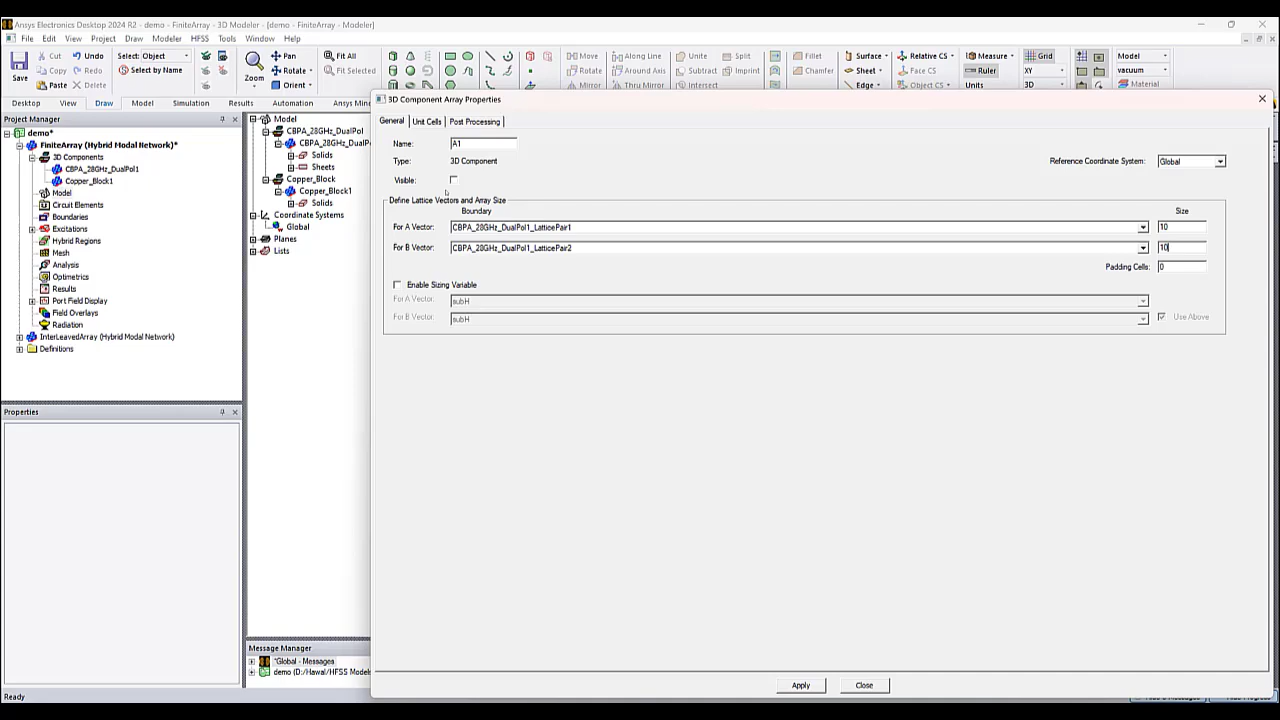 Ansys Electronics Desktop 2024 R2 - demo - FiniteArray - 3D Modeler - [demo - FiniteArray - Modeler]
File Edit View Project Draw Modeler HFSS Tools Window Help
Save
Cut Undo
Copy Redo
Paste Delete
Select: Object
Select by Name
Zoom
Pan
Rotate
Orient
Fit All
Fit Selected
Move Along Line
Rotate Around Axis
Mirror Thru Mirror
Unite Split
Subtract Imprint
Intersect
Fillet
Chamfer
Surface
Sheet
Edge
Relative CS
Face CS
Object CS
Measure
Ruler
Units
Grid
XY
3D
Model
vacuum
Material
Desktop View Draw Model Simulation Results Automation
Project Manager
demo*
FiniteArray (Hybrid Modal Network)*
3D Components
CBPA_28GHz_DualPol1
Copper_Block1
Model
Circuit Elements
Boundaries
Excitations
Hybrid Regions
Mesh
Analysis
Optimetrics
Results
Port Field Display
Field Overlays
Radiation
InterLeavedArray (Hybrid Modal Network)
Definitions
Properties
Model
CBPA_28GHz_DualPol
Solids
Sheets
Copper_Block
Copper_Block1
Solids
Coordinate Systems
Global
Planes
Lists
Message Manager
*Global - Messages
demo (D:/Hawal/HFSS
Ready
3D Component Array Properties
General Unit Cells Post Processing
Name: A1
Type: 3D Component
Reference Coordinate System: Global
Visible:
Define Lattice Vectors and Array Size
Boundary Size
For A Vector: CBPA_28GHz_DualPol1_LatticePair1 10
For B Vector: CBPA_28GHz_DualPol1_LatticePair2 10
Padding Cells: 0
Enable Sizing Variable
For A Vector: subH
For B Vector: subH Use Above
Apply Close